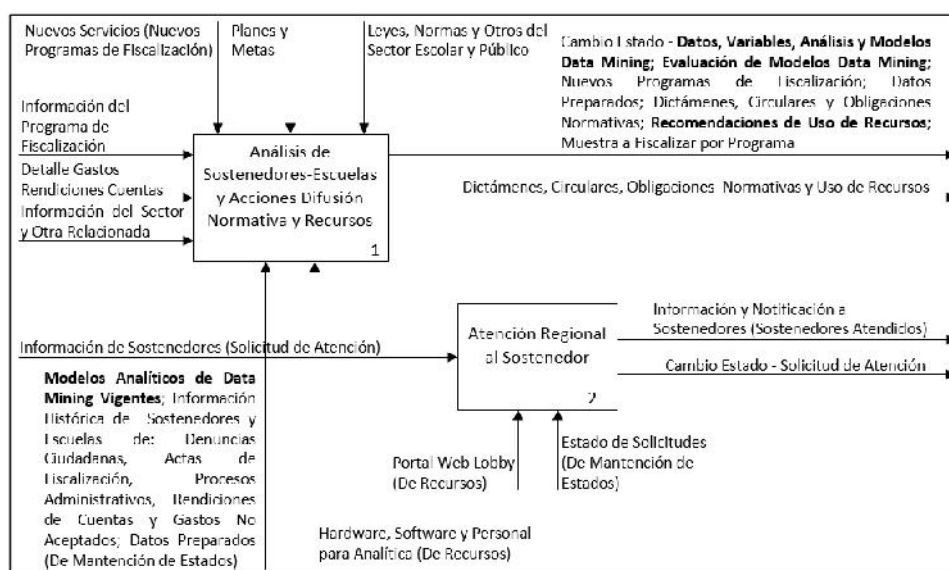 Nuevos Servicios (Nuevos
Programas de Fiscalización)
Planes y
Metas
Leyes, Normas y Otros del
Sector Escolar y Público
Cambio Estado - Datos, Variables, Análisis y Modelos
Data Mining; Evaluación de Modelos Data Mining;
Nuevos Programas de Fiscalización; Datos
Preparados; Dictámenes, Circulares y Obligaciones
Normativas; Recomendaciones de Uso de Recursos;
Muestra a Fiscalizar por Programa
Información del
Programa de
Fiscalización
Detalle Gastos
Rendiciones Cuentas
Información del Sector
y Otra Relacionada
Análisis de
Sostenedores-Escuelas
y Acciones Difusión
Normativa y Recursos
1
Dictámenes, Circulares, Obligaciones Normativas y Uso de Recursos
Información de Sostenedores (Solicitud de Atención)
Atención Regional
al Sostenedor
2
Información y Notificación a
Sostenedores (Sostenedores Atendidos)
Cambio Estado - Solicitud de Atención
Modelos Analíticos de Data
Mining Vigentes; Información
Histórica de Sostenedores y
Escuelas de: Denuncias
Ciudadanas, Actas de
Fiscalización, Procesos
Administrativos, Rendiciones
de Cuentas y Gastos No
Aceptados; Datos Preparados
(De Mantención de Estados)
Portal Web Lobby
(De Recursos)
Estado de Solicitudes
(De Mantención de
Estados)
Hardware, Software y Personal
para Analítica (De Recursos)